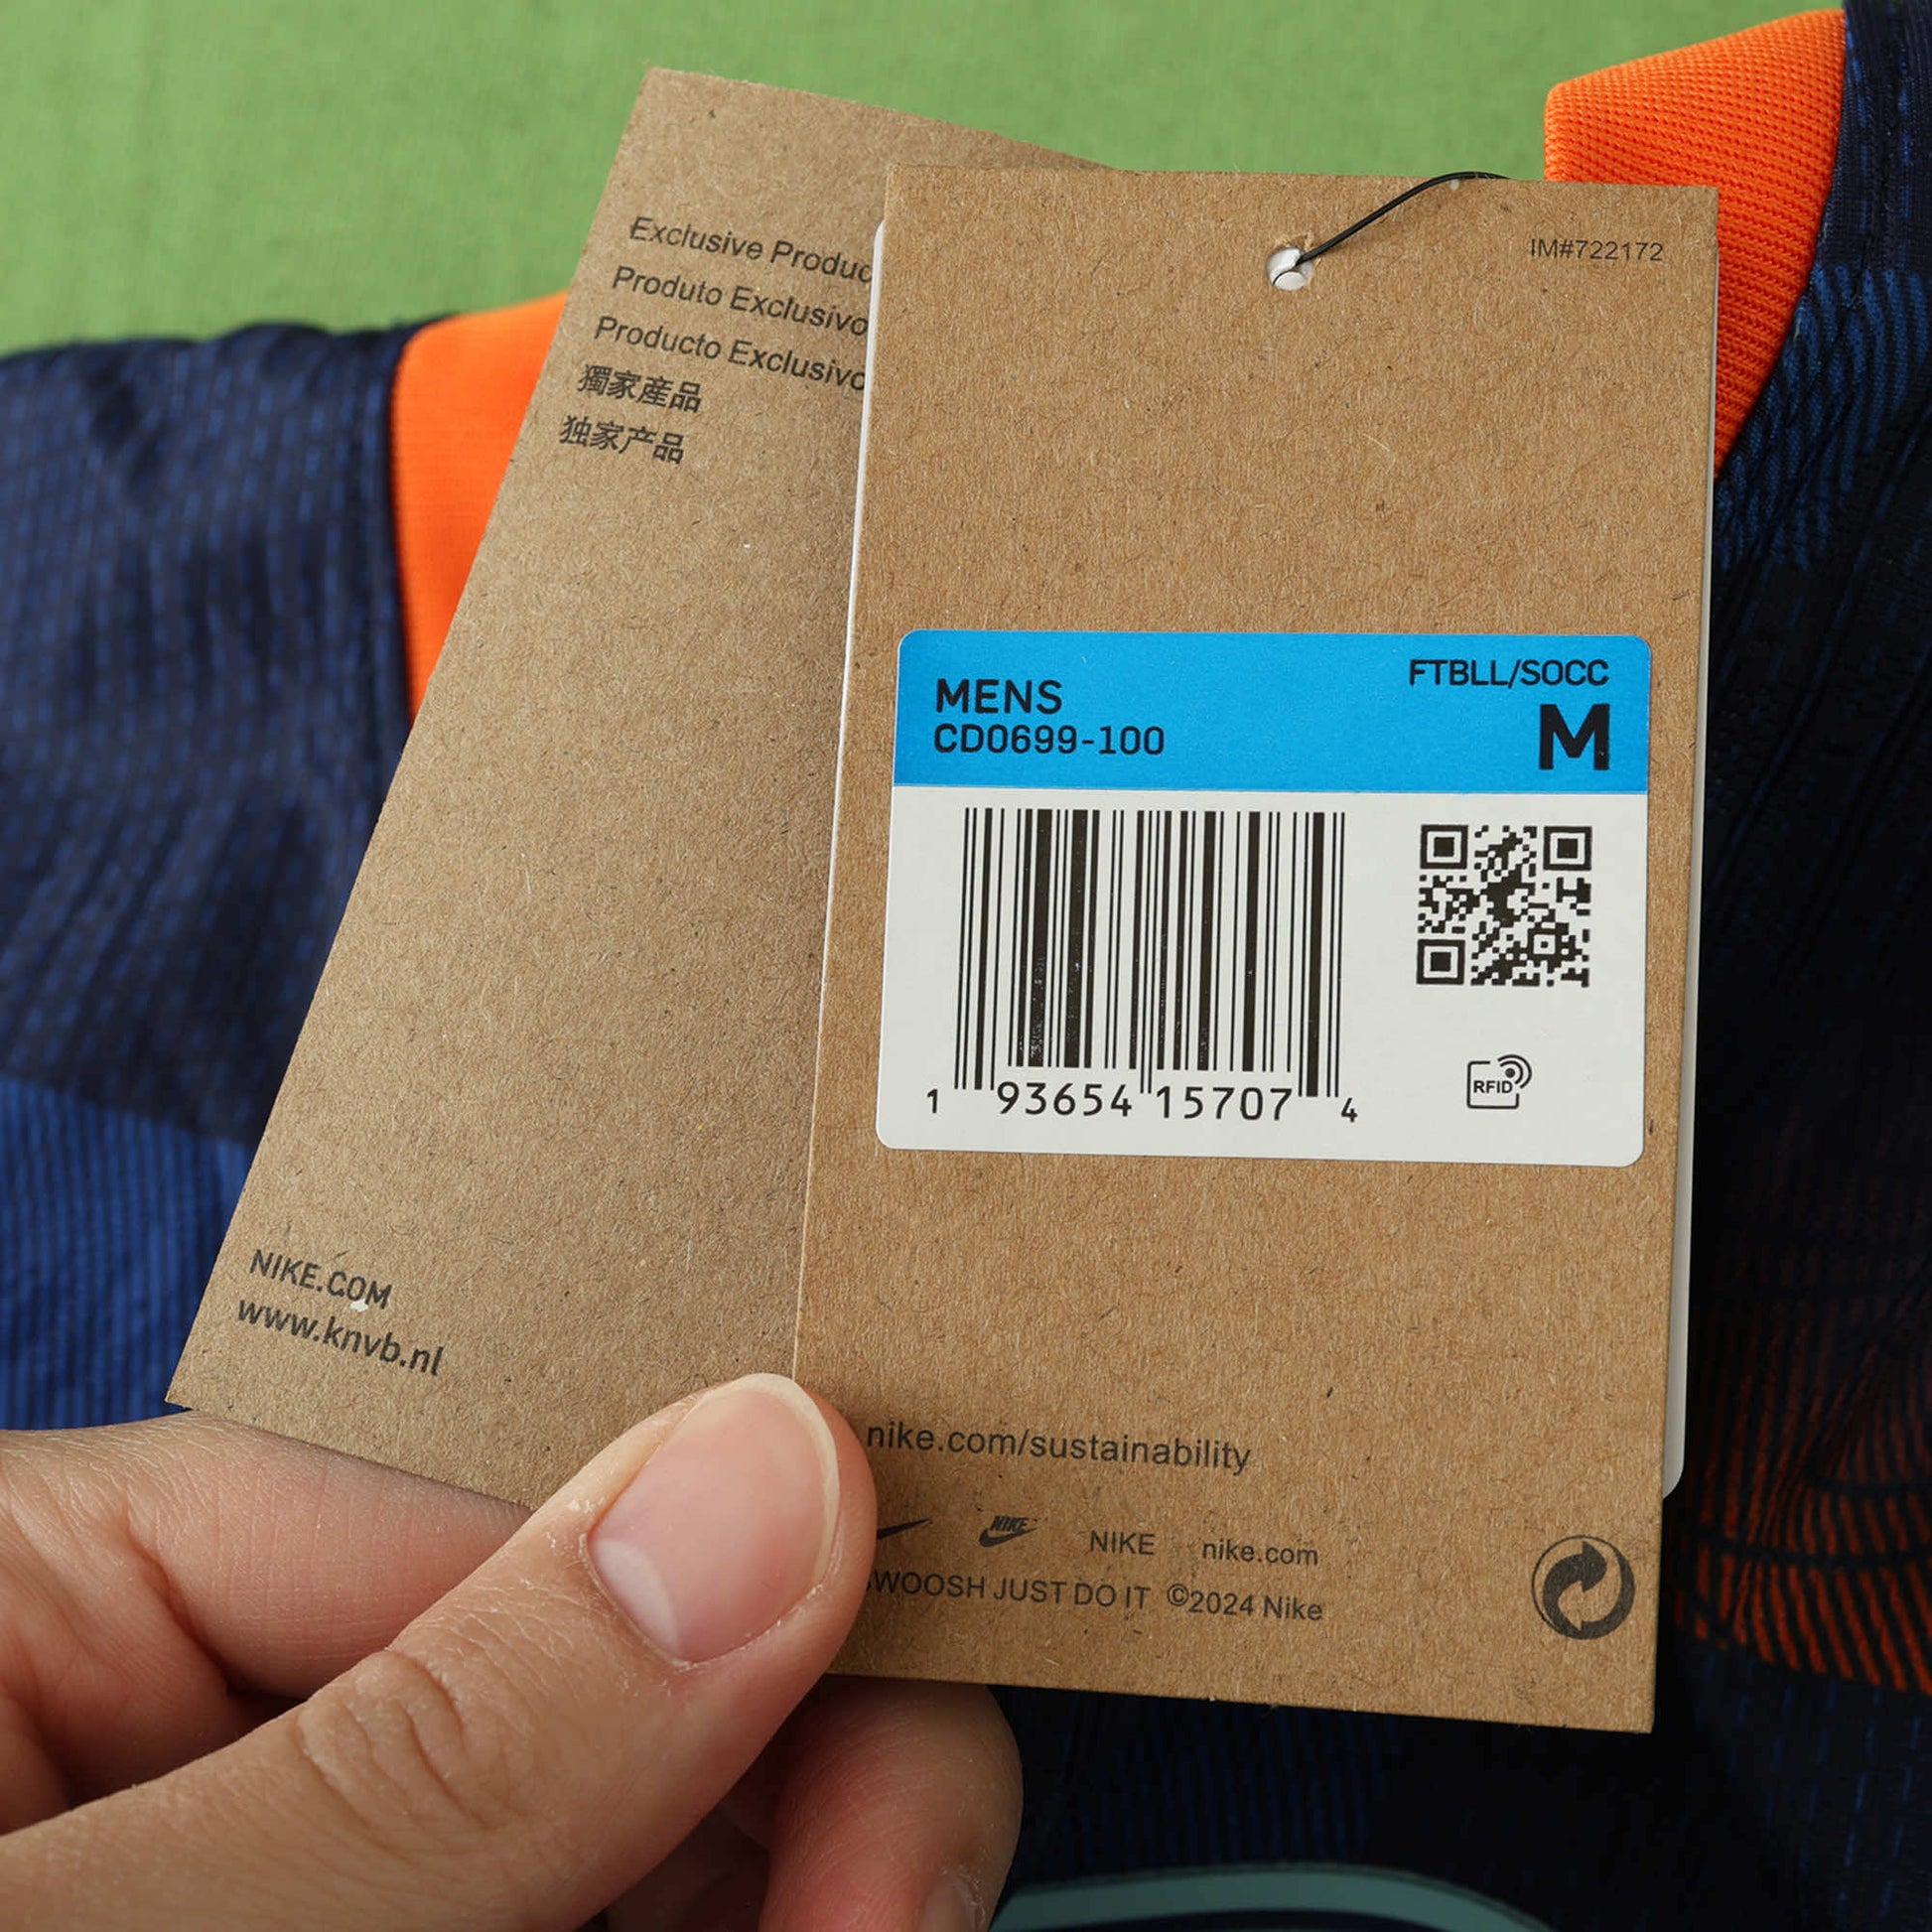 Exclusive Produc
Produto Exclusivo
Producto Exclusivo
獨家產品
独家产品
NIKE.COM
www.knvb.nl
IM#722172
FTBLL/SOCC
MENS
CD0699-100
M
1 93654 15707 4
RFID
nike.com/sustainability
NIKE NIKE nike.com
WOOSH JUST DO IT ©2024 Nike